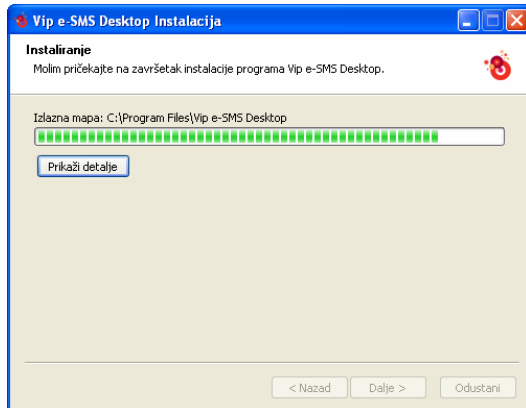 Vip e-SMS Desktop Instalacija
Instaliranje
Molim pričekajte na završetak instalacije programa Vip e-SMS Desktop.
Izlazna mapa: C:\Program Files\Vip e-SMS Desktop
Prikaži detalje
< Nazad Dalje > Odustani